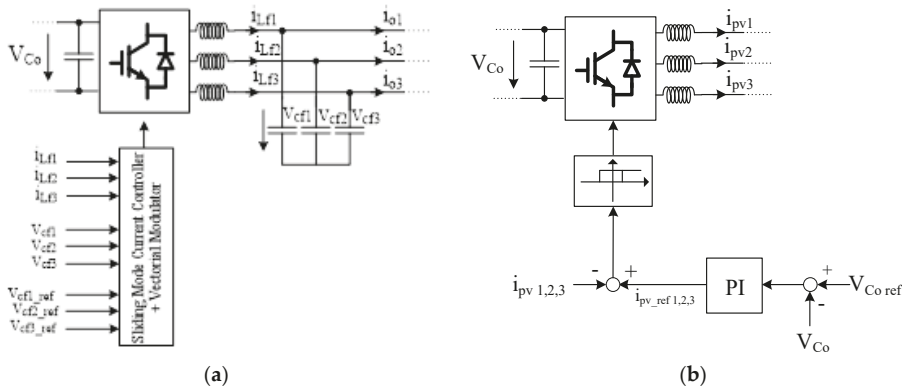 V_Co
i_Lf1
i_Lf2
i_Lf3
i_o1
i_o2
i_o3
V_cf1
V_cf2
V_cf3
i_Lf1
i_Lf2
i_Lf3
V_cf1
V_cf2
V_cf3
V_cf1_ref
V_cf2_ref
V_cf3_ref
Sliding Mode Current Controller
+ Vectorial Modulator
(a)
V_Co
i_pv1
i_pv2
i_pv3
i_pv 1,2,3
-
+
i_pv_ref 1,2,3
PI
+
-
V_Co ref
V_Co
(b)